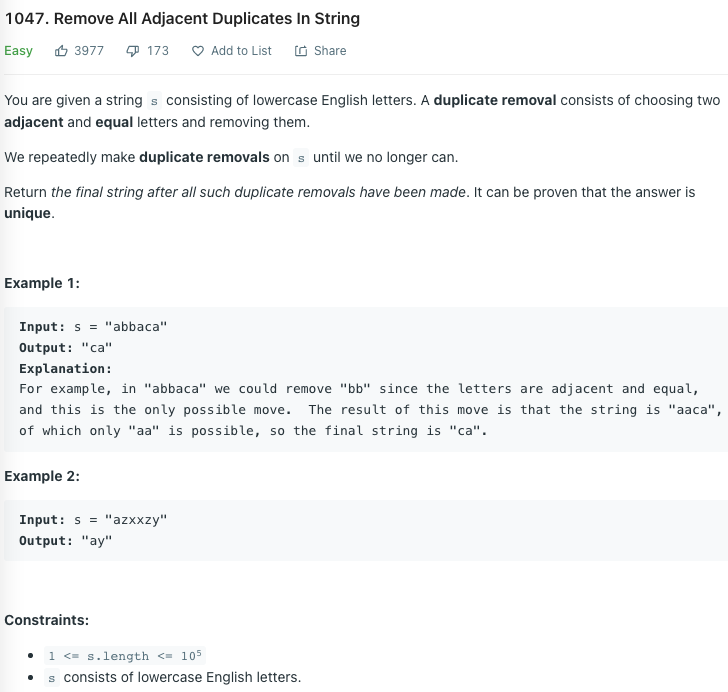 1047. Remove All Adjacent Duplicates In String
Easy 3977 173 Add to List Share
You are given a string s consisting of lowercase English letters. A duplicate removal consists of choosing two
adjacent and equal letters and removing them.
We repeatedly make duplicate removals on s until we no longer can.
Return the final string after all such duplicate removals have been made. It can be proven that the answer is
unique.
Example 1:
Input: s = "abbaca"
Output: "ca"
Explanation:
For example, in "abbaca" we could remove "bb" since the letters are adjacent and equal,
and this is the only possible move.  The result of this move is that the string is "aaca",
of which only "aa" is possible, so the final string is "ca".
Example 2:
Input: s = "azxxzy"
Output: "ay"
Constraints:
• 1 <= s.length <= 10⁵
• s consists of lowercase English letters.